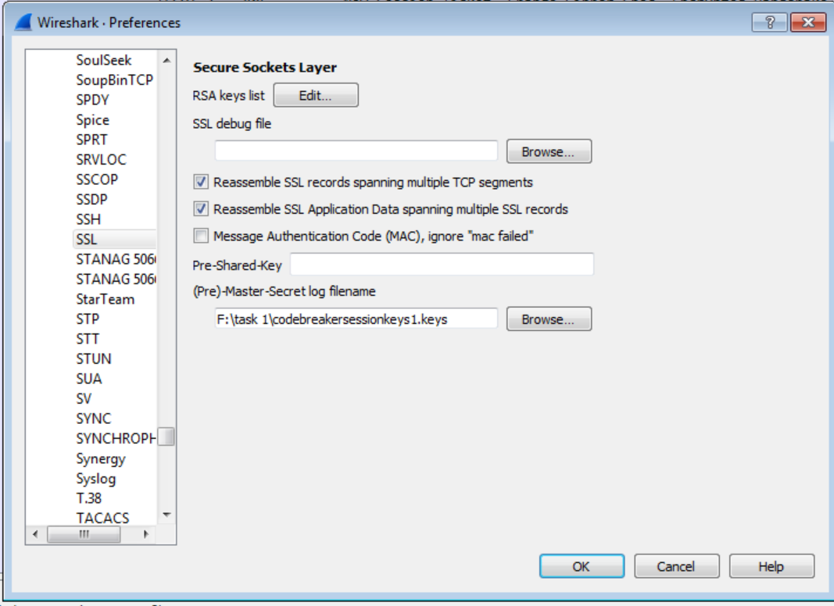 Wireshark · Preferences
SoulSeek
SoupBinTCP
SPDY
Spice
SPRT
SRVLOC
SSCOP
SSDP
SSH
SSL
STANAG 506
STANAG 506
StarTeam
STP
STT
STUN
SUA
SV
SYNC
SYNCHROPH
Synergy
Syslog
T.38
TACACS
Secure Sockets Layer
RSA keys list Edit...
SSL debug file
Browse...
Reassemble SSL records spanning multiple TCP segments
Reassemble SSL Application Data spanning multiple SSL records
Message Authentication Code (MAC), ignore "mac failed"
Pre-Shared-Key
(Pre)-Master-Secret log filename
F:\task 1\codebreakersessionkeys1.keys Browse...
OK Cancel Help